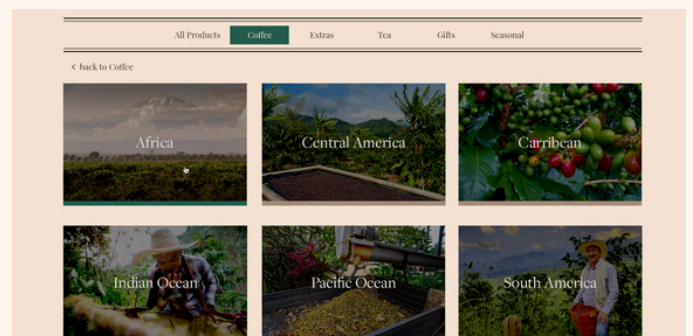 All Products Coffee Extras Tea Gifts Seasonal
< back to Coffee
Africa Central America Carribean
Indian Ocean Pacific Ocean South America